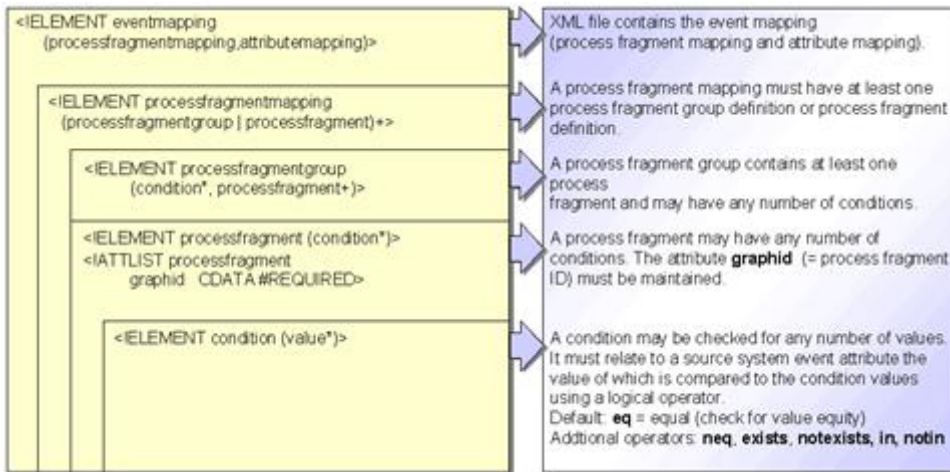 <!ELEMENT eventmapping
(processfragmentmapping,attributemapping)>
XML file contains the event mapping
(process fragment mapping and attribute mapping).
<!ELEMENT processfragmentmapping
(processfragmentgroup | processfragment)+>
A process fragment mapping must have at least one
process fragment group definition or process fragment
definition.
<!ELEMENT processfragmentgroup
(condition*, processfragment+)>
A process fragment group contains at least one
process
fragment and may have any number of conditions.
<!ELEMENT processfragment (condition*)>
<!ATTLIST processfragment
graphid CDATA #REQUIRED>
A process fragment may have any number of
conditions. The attribute graphid (= process fragment
ID) must be maintained.
<!ELEMENT condition (value*)>
A condition may be checked for any number of values.
It must relate to a source system event attribute the
value of which is compared to the condition values
using a logical operator.
Default: eq = equal (check for value equity)
Addtional operators: neq, exists, notexists, in, notin